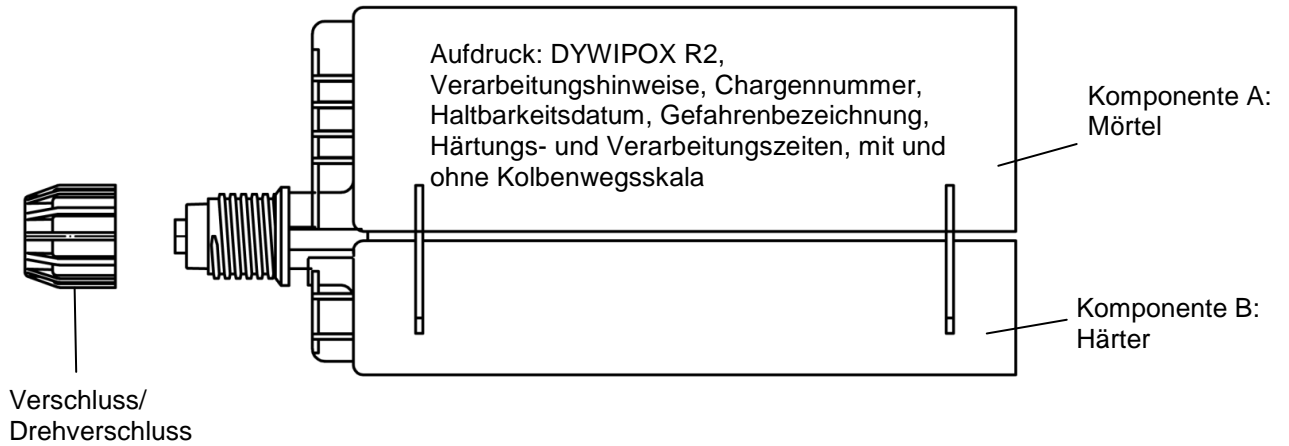 Aufdruck: DYWIPOX R2,
Verarbeitungshinweise, Chargennummer,
Haltbarkeitsdatum, Gefahrenbezeichnung,
Härtungs- und Verarbeitungszeiten, mit und
ohne Kolbenwegsskala
Komponente A:
Mörtel
Komponente B:
Härter
Verschluss/
Drehverschluss